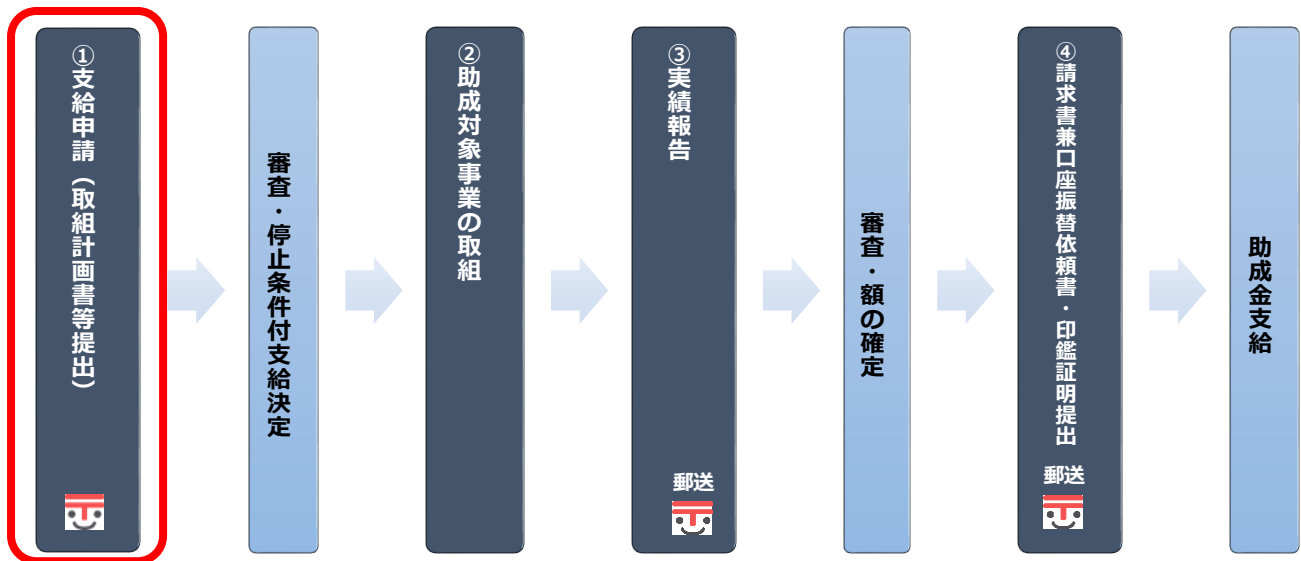 ①支給申請（取組計画書等提出）
審査・停止条件付支給決定
②助成対象事業の取組
③実績報告
郵送
審査・額の確定
④請求書兼口座振替依頼書・印鑑証明提出
郵送
助成金支給